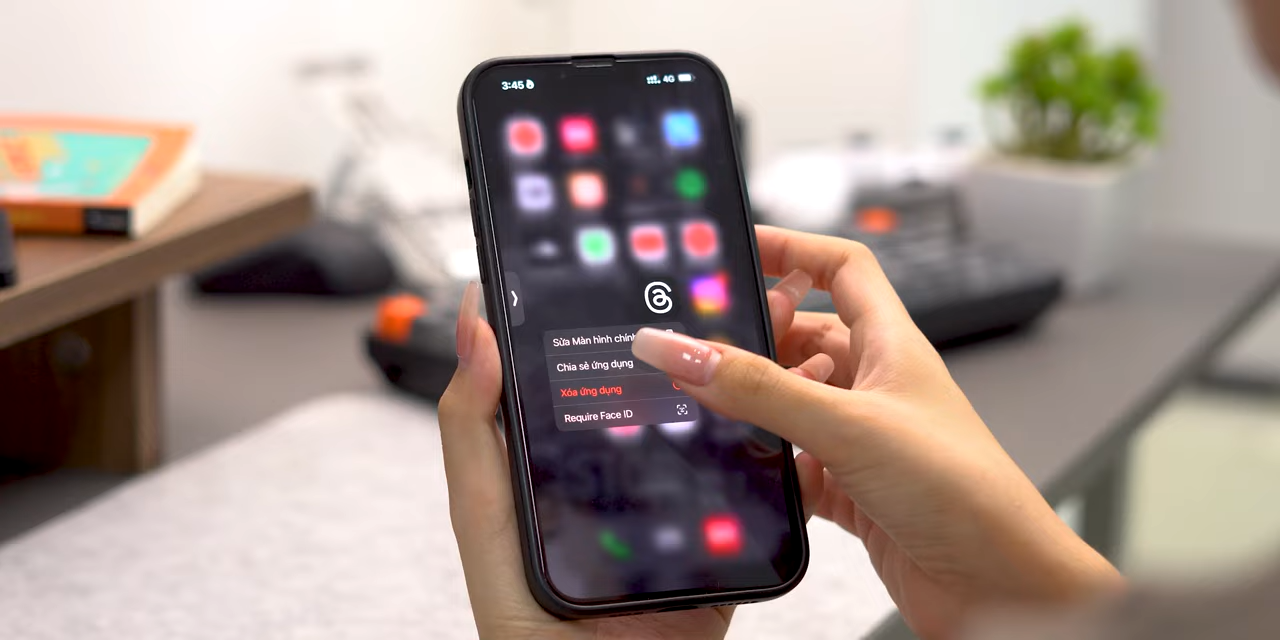 3:45
4G
Sửa Màn hình chính
Chia sẻ ứng dụng
Xóa ứng dụng
Require Face ID